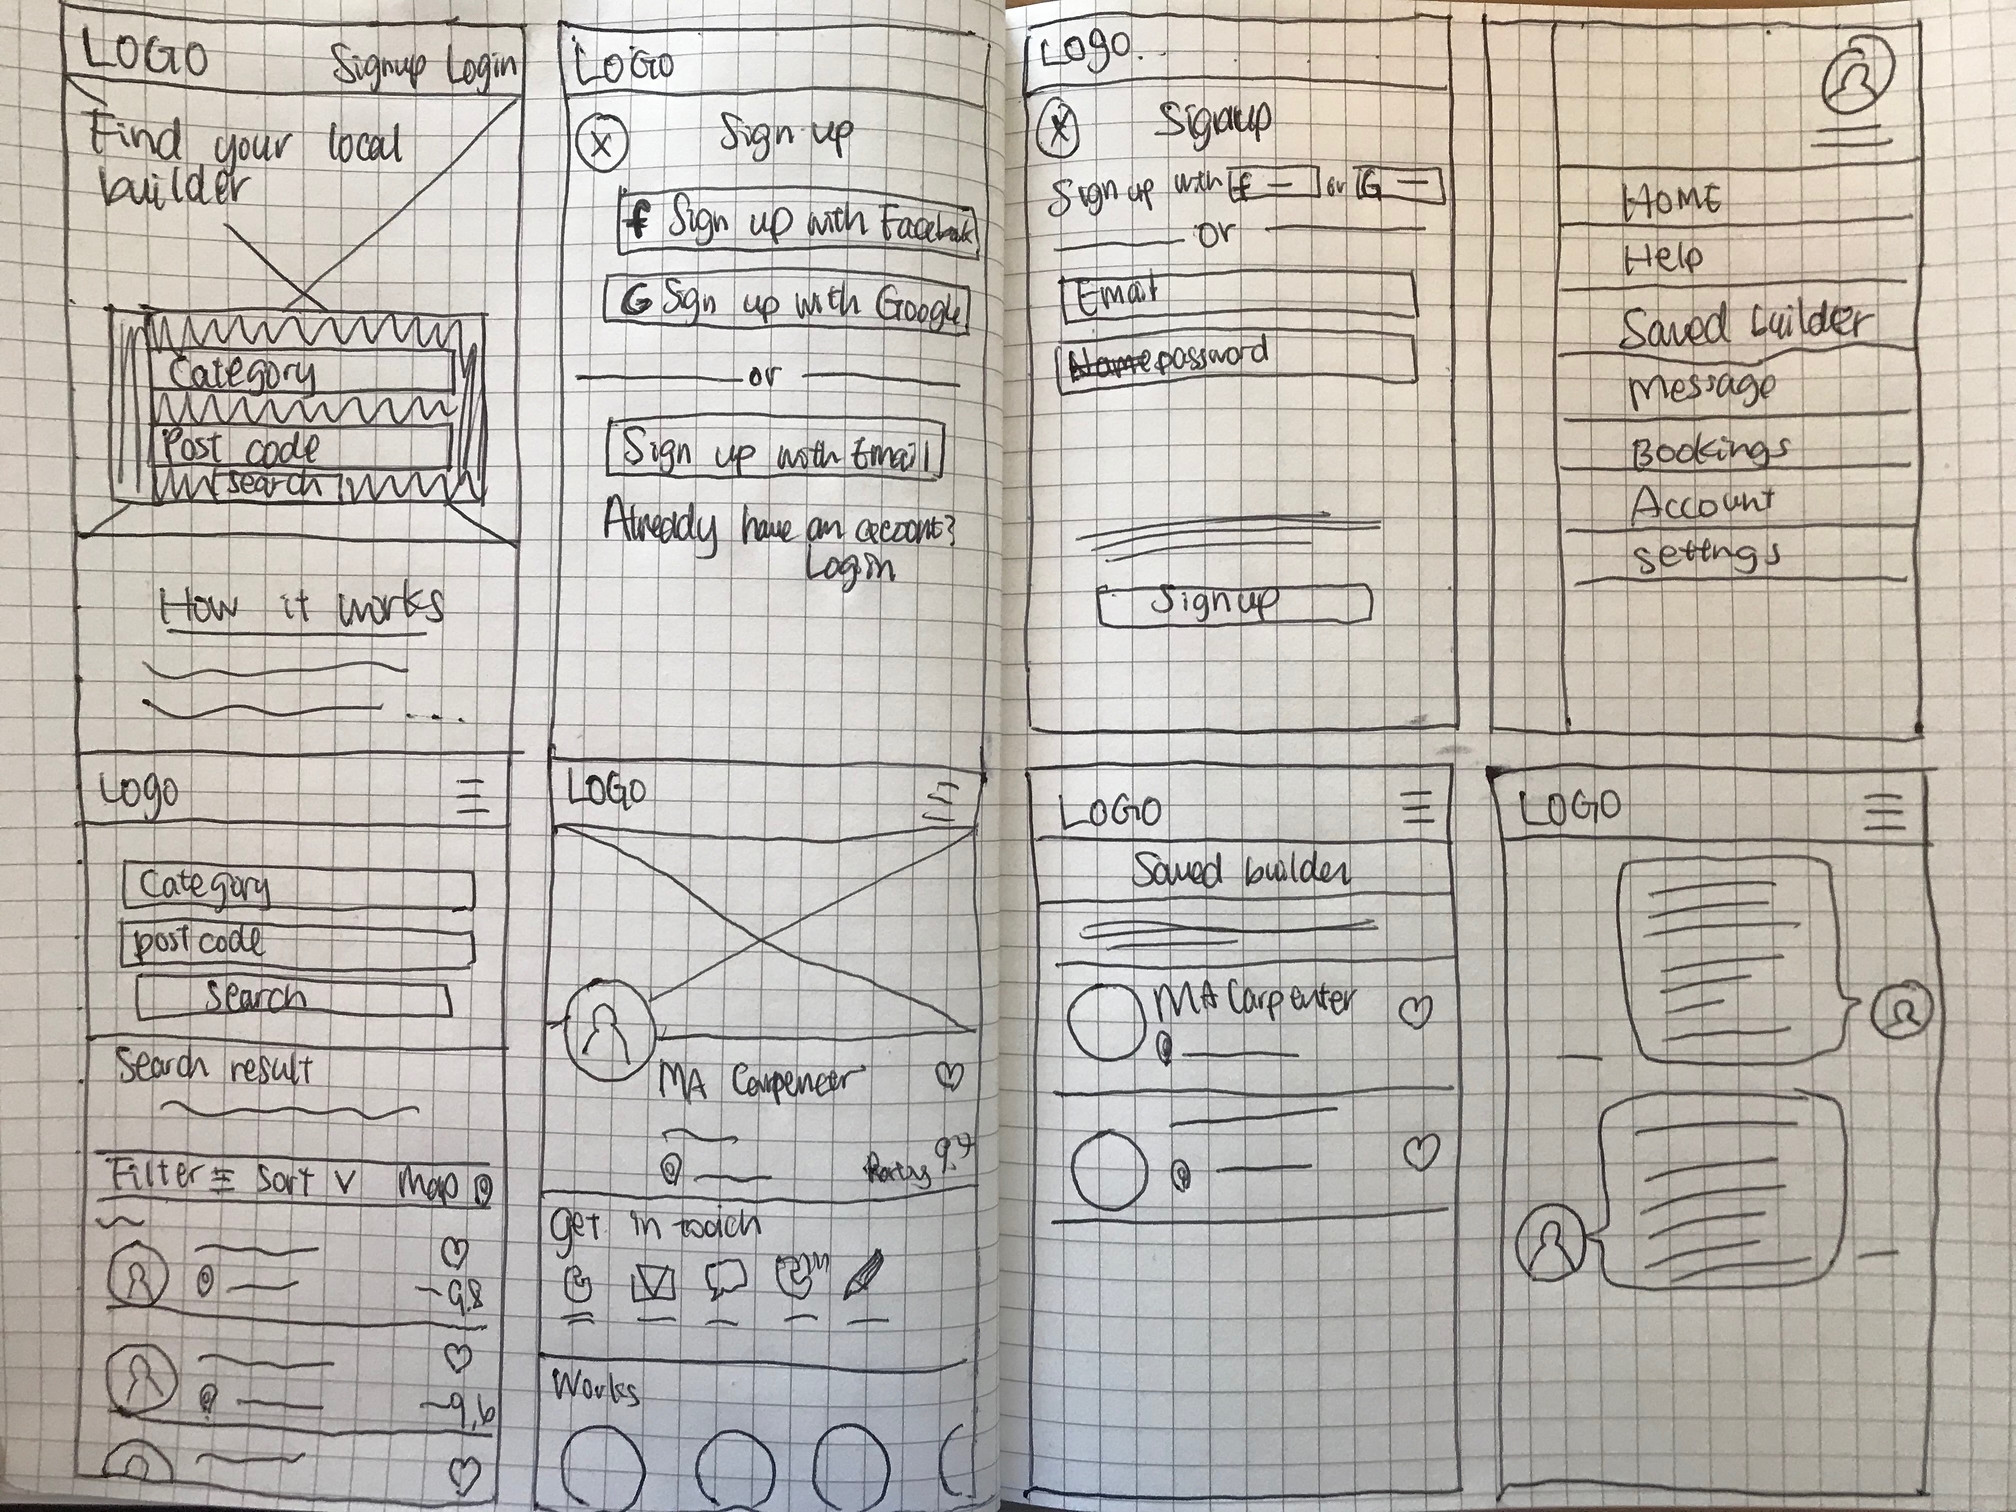 LOGO Signup Login
Find your local
builder
Category
Post code
Search
How it works
...
LOGO
X Sign up
f Sign up with Facebook
G Sign up with Google
or
Sign up with Email
Already have an account?
Login
Logo.
X Signup
Sign up with f or G
or
Email
password
Signup
HOME
Help
Saved builder
Message
Bookings
Account
settngs
Logo
Category
post code
Search
Search result
Filter Sort Map
9.8
9.6
LOGO
MA Carpenter
9.7
Get in touch
Works
LOGO
Saved builder
MA Carpenter
LOGO